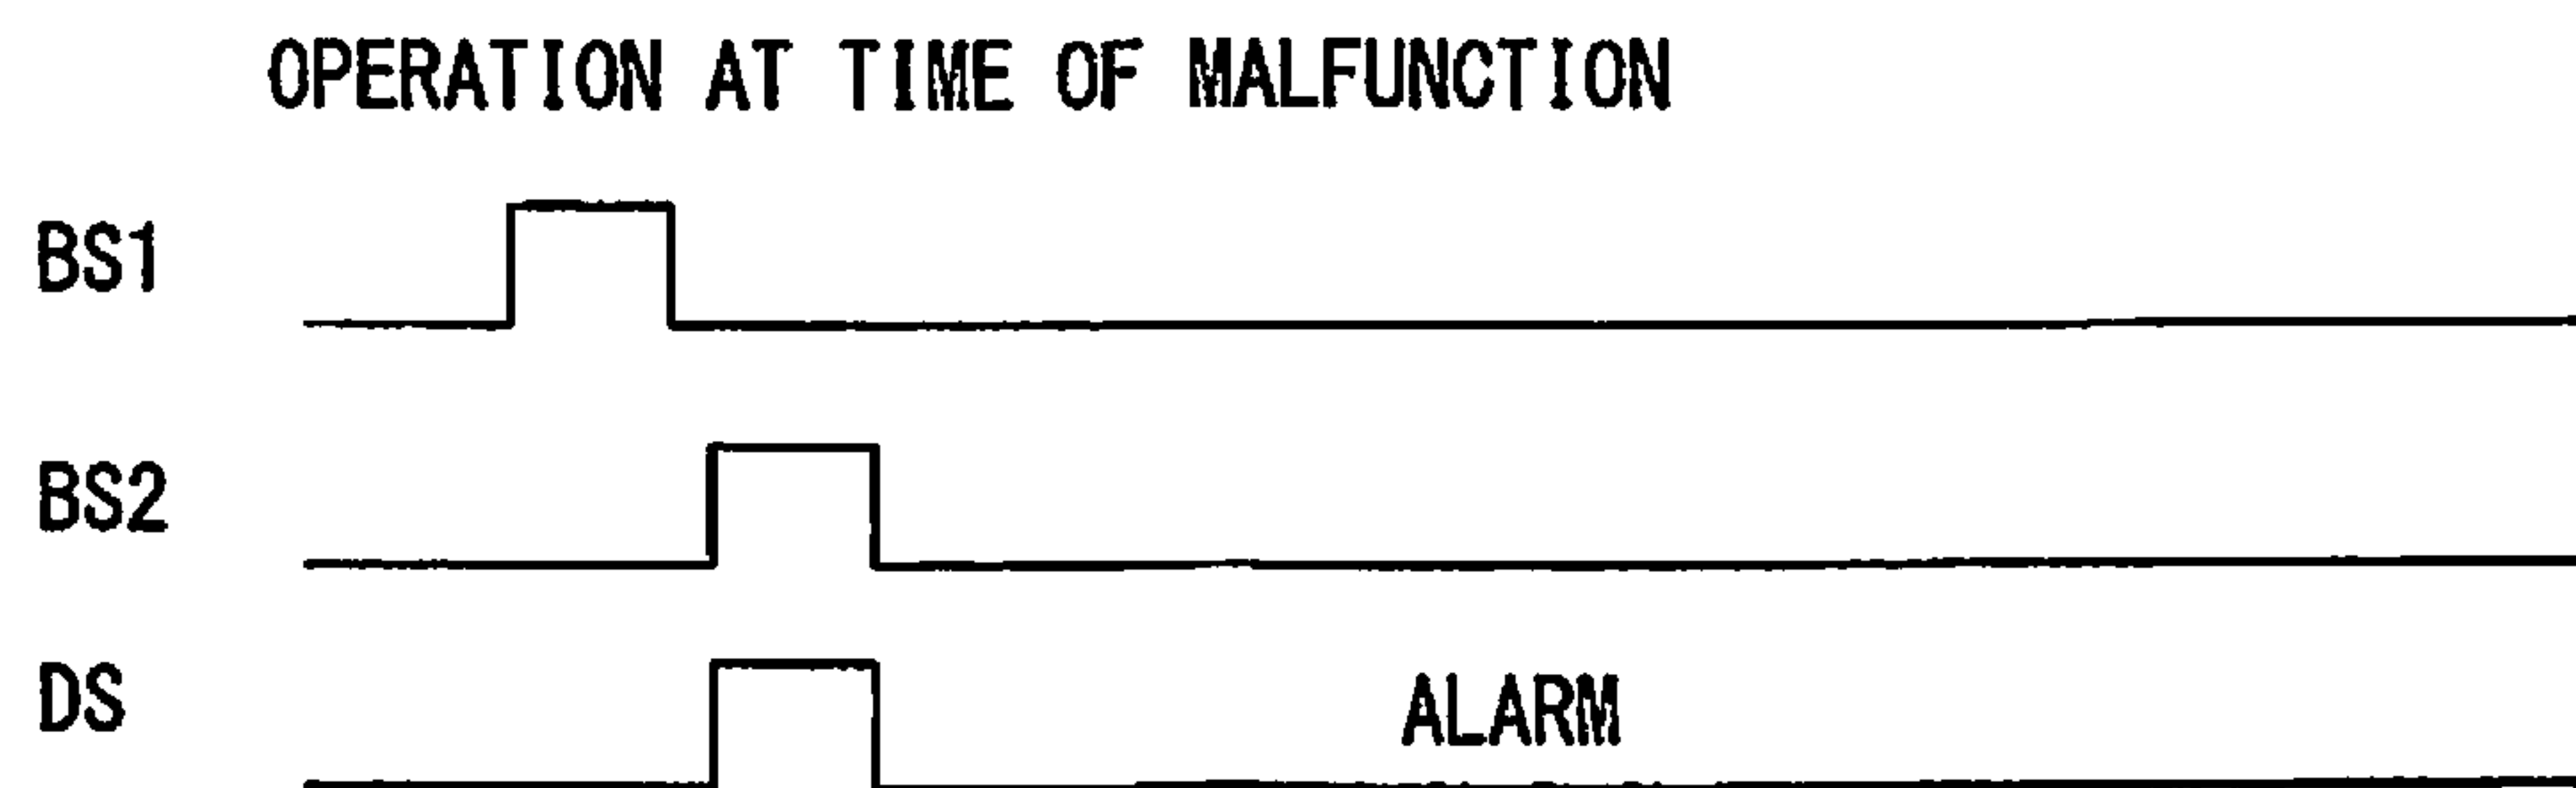 OPERATION AT TIME OF MALFUNCTION
BS1
BS2
DS
ALARM